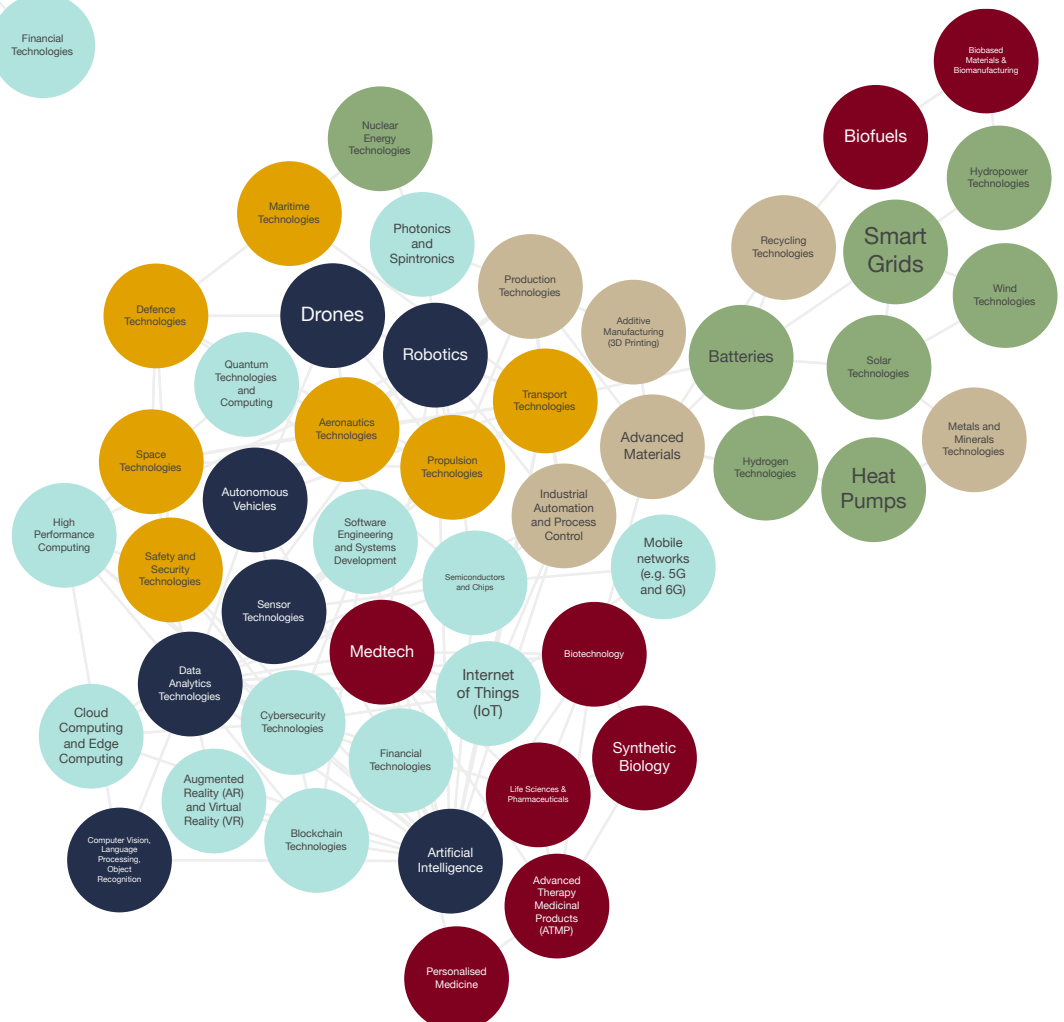 Financial
Technologies
Biobased
Materials &
Biomanufacturing
Nuclear
Energy
Technologies
Biofuels
Hydropower
Technologies
Maritime
Technologies
Photonics
and
Spintronics
Recycling
Technologies
Smart
Grids
Production
Technologies
Wind
Technologies
Defence
Technologies
Drones
Additive
Manufacturing
(3D Printing)
Robotics
Batteries
Solar
Technologies
Quantum
Technologies
and
Computing
Transport
Technologies
Aeronautics
Technologies
Advanced
Materials
Metals and
Minerals
Technologies
Space
Technologies
Propulsion
Technologies
Hydrogen
Technologies
Heat
Pumps
Autonomous
Vehicles
Industrial
Automation
and Process
Control
High
Performance
Computing
Software
Engineering
and Systems
Development
Safety and
Security
Technologies
Semiconductors
and Chips
Mobile
networks
(e.g. 5G
and 6G)
Sensor
Technologies
Medtech
Biotechnology
Data
Analytics
Technologies
Internet
of Things
(IoT)
Cloud
Computing
and Edge
Computing
Cybersecurity
Technologies
Financial
Technologies
Synthetic
Biology
Augmented
Reality (AR)
and Virtual
Reality (VR)
Life Sciences &
Pharmaceuticals
Blockchain
Technologies
Computer Vision,
Language
Processing,
Object
Recognition
Artificial
Intelligence
Advanced
Therapy
Medicinal
Products
(ATMP)
Personalised
Medicine